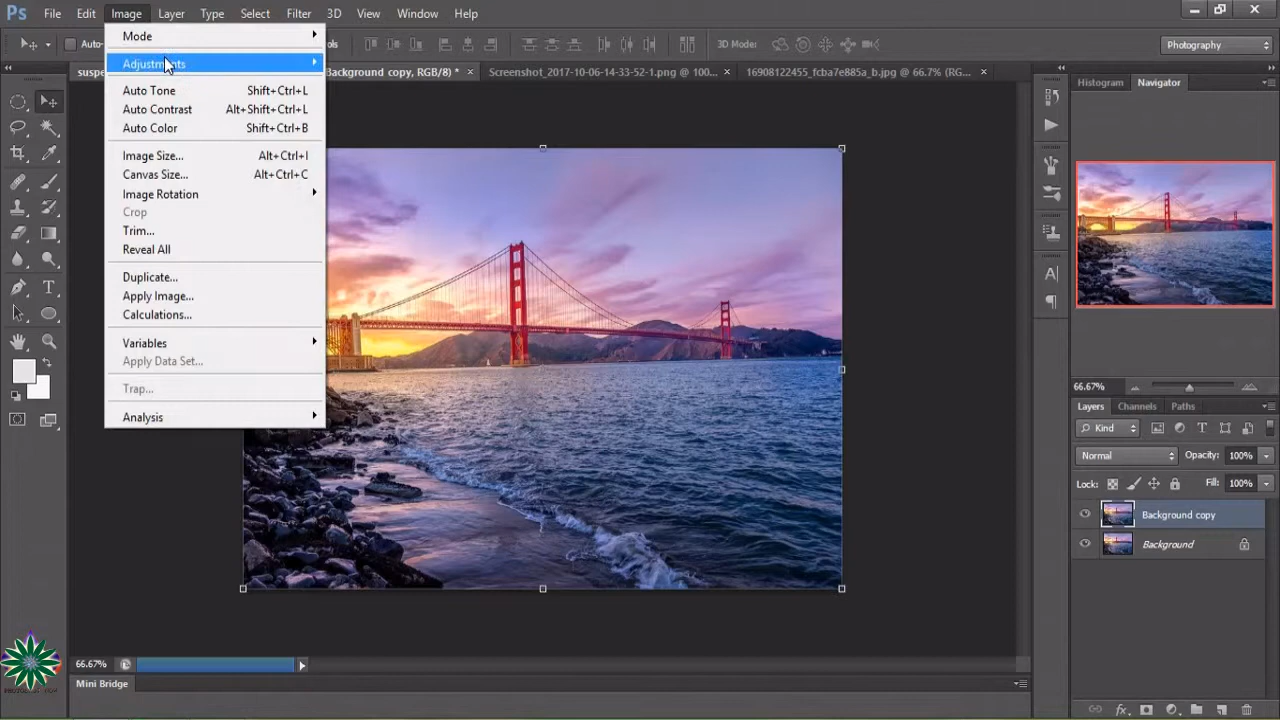 Ps File Edit Image Layer Type Select Filter 3D View Window Help
Auto- ols 3D Mode: Photography
suspe Background copy, RGB/8) * × Screenshot_2017-10-06-14-33-52-1.png @ 100... × 16908122455_fcba7e885a_b.jpg @ 66.7% (RG... ×
Mode
Adjustments
Auto Tone Shift+Ctrl+L
Auto Contrast Alt+Shift+Ctrl+L
Auto Color Shift+Ctrl+B
Image Size... Alt+Ctrl+I
Canvas Size... Alt+Ctrl+C
Image Rotation
Crop
Trim...
Reveal All
Duplicate...
Apply Image...
Calculations...
Variables
Apply Data Set...
Trap...
Analysis
Histogram Navigator
66.67%
Layers Channels Paths
Kind
Normal Opacity: 100%
Lock: Fill: 100%
Background copy
Background
66.67%
Mini Bridge